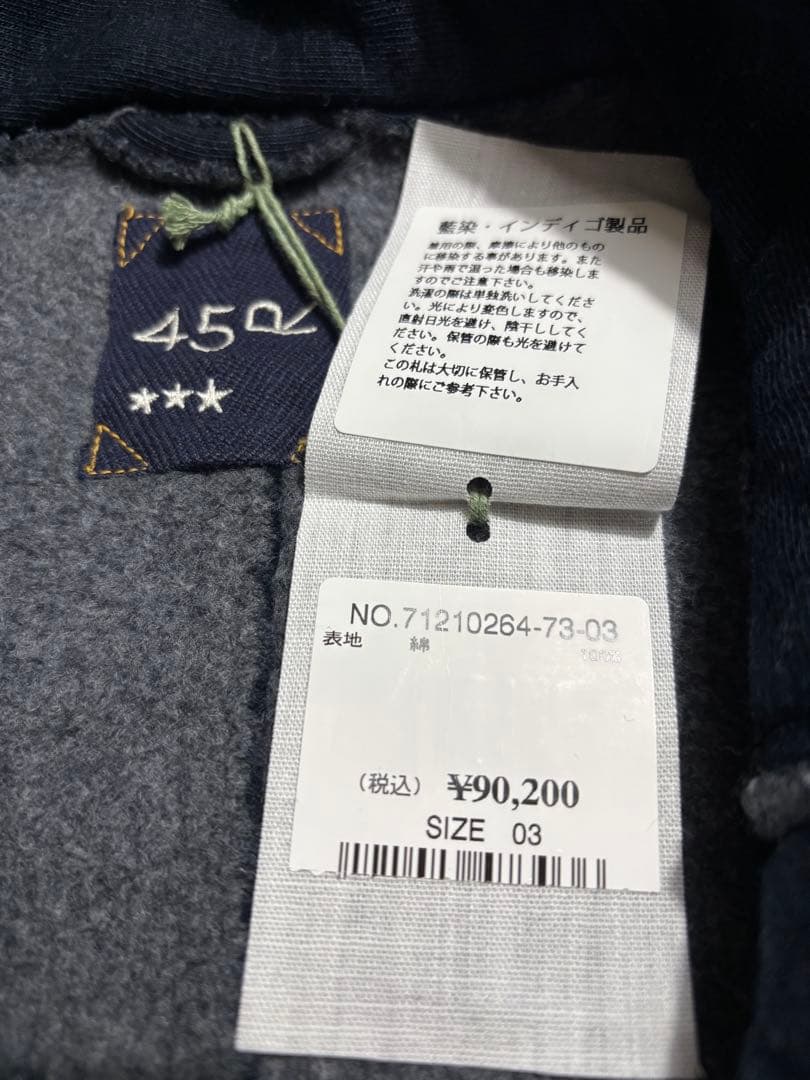 45R
藍染・インディゴ製品
着用の際、摩擦により他のもの
に移染する事があります。また
汗や雨で湿った場合も移染しま
すのでご注意下さい。
洗濯の際は単独洗いしてくださ
い。光により変色しますので、
直射日光を避け、陰干ししてく
ださい。保管の際も光を避けて
ください。
この札は大切に保管し、お手入
れの際にご参考下さい。
NO.71210264-73-03
表地 綿 100%
(税込) ¥90,200
SIZE 03